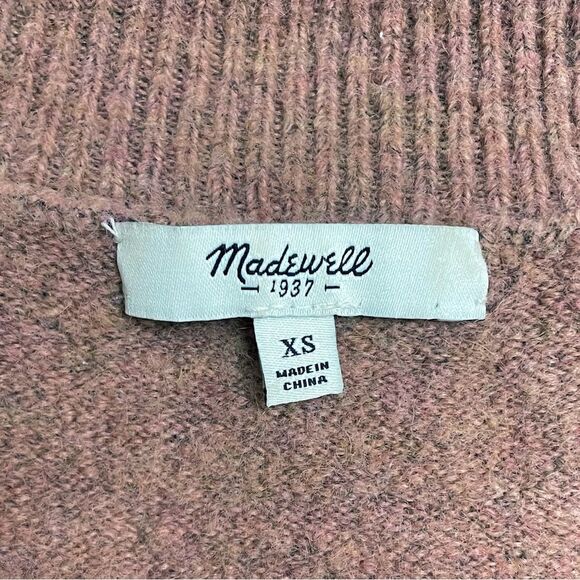 Madewell
– 1937 –
XS
MADE IN
CHINA